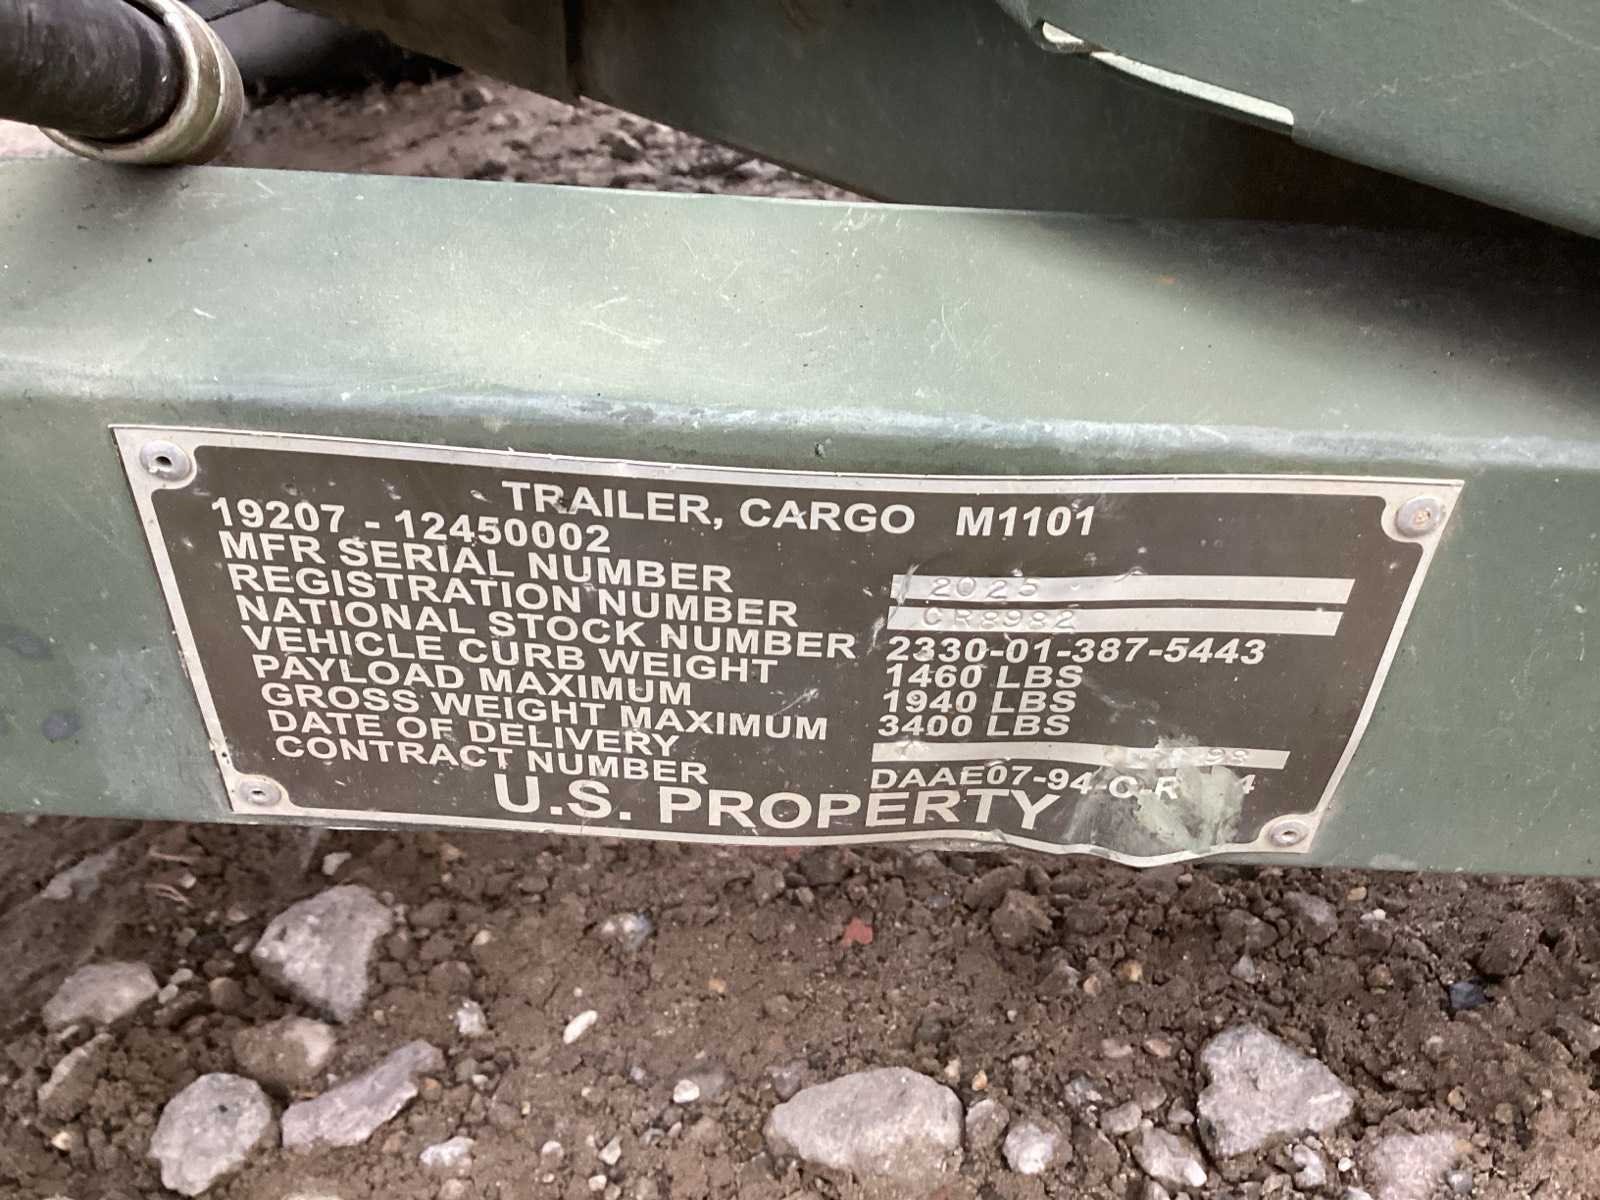 TRAILER, CARGO M1101
19207 - 12450002
MFR SERIAL NUMBER 2025
REGISTRATION NUMBER CR8982
NATIONAL STOCK NUMBER 2330-01-387-5443
VEHICLE CURB WEIGHT 1460 LBS
PAYLOAD MAXIMUM 1940 LBS
GROSS WEIGHT MAXIMUM 3400 LBS
DATE OF DELIVERY
CONTRACT NUMBER
U.S. PROPERTY